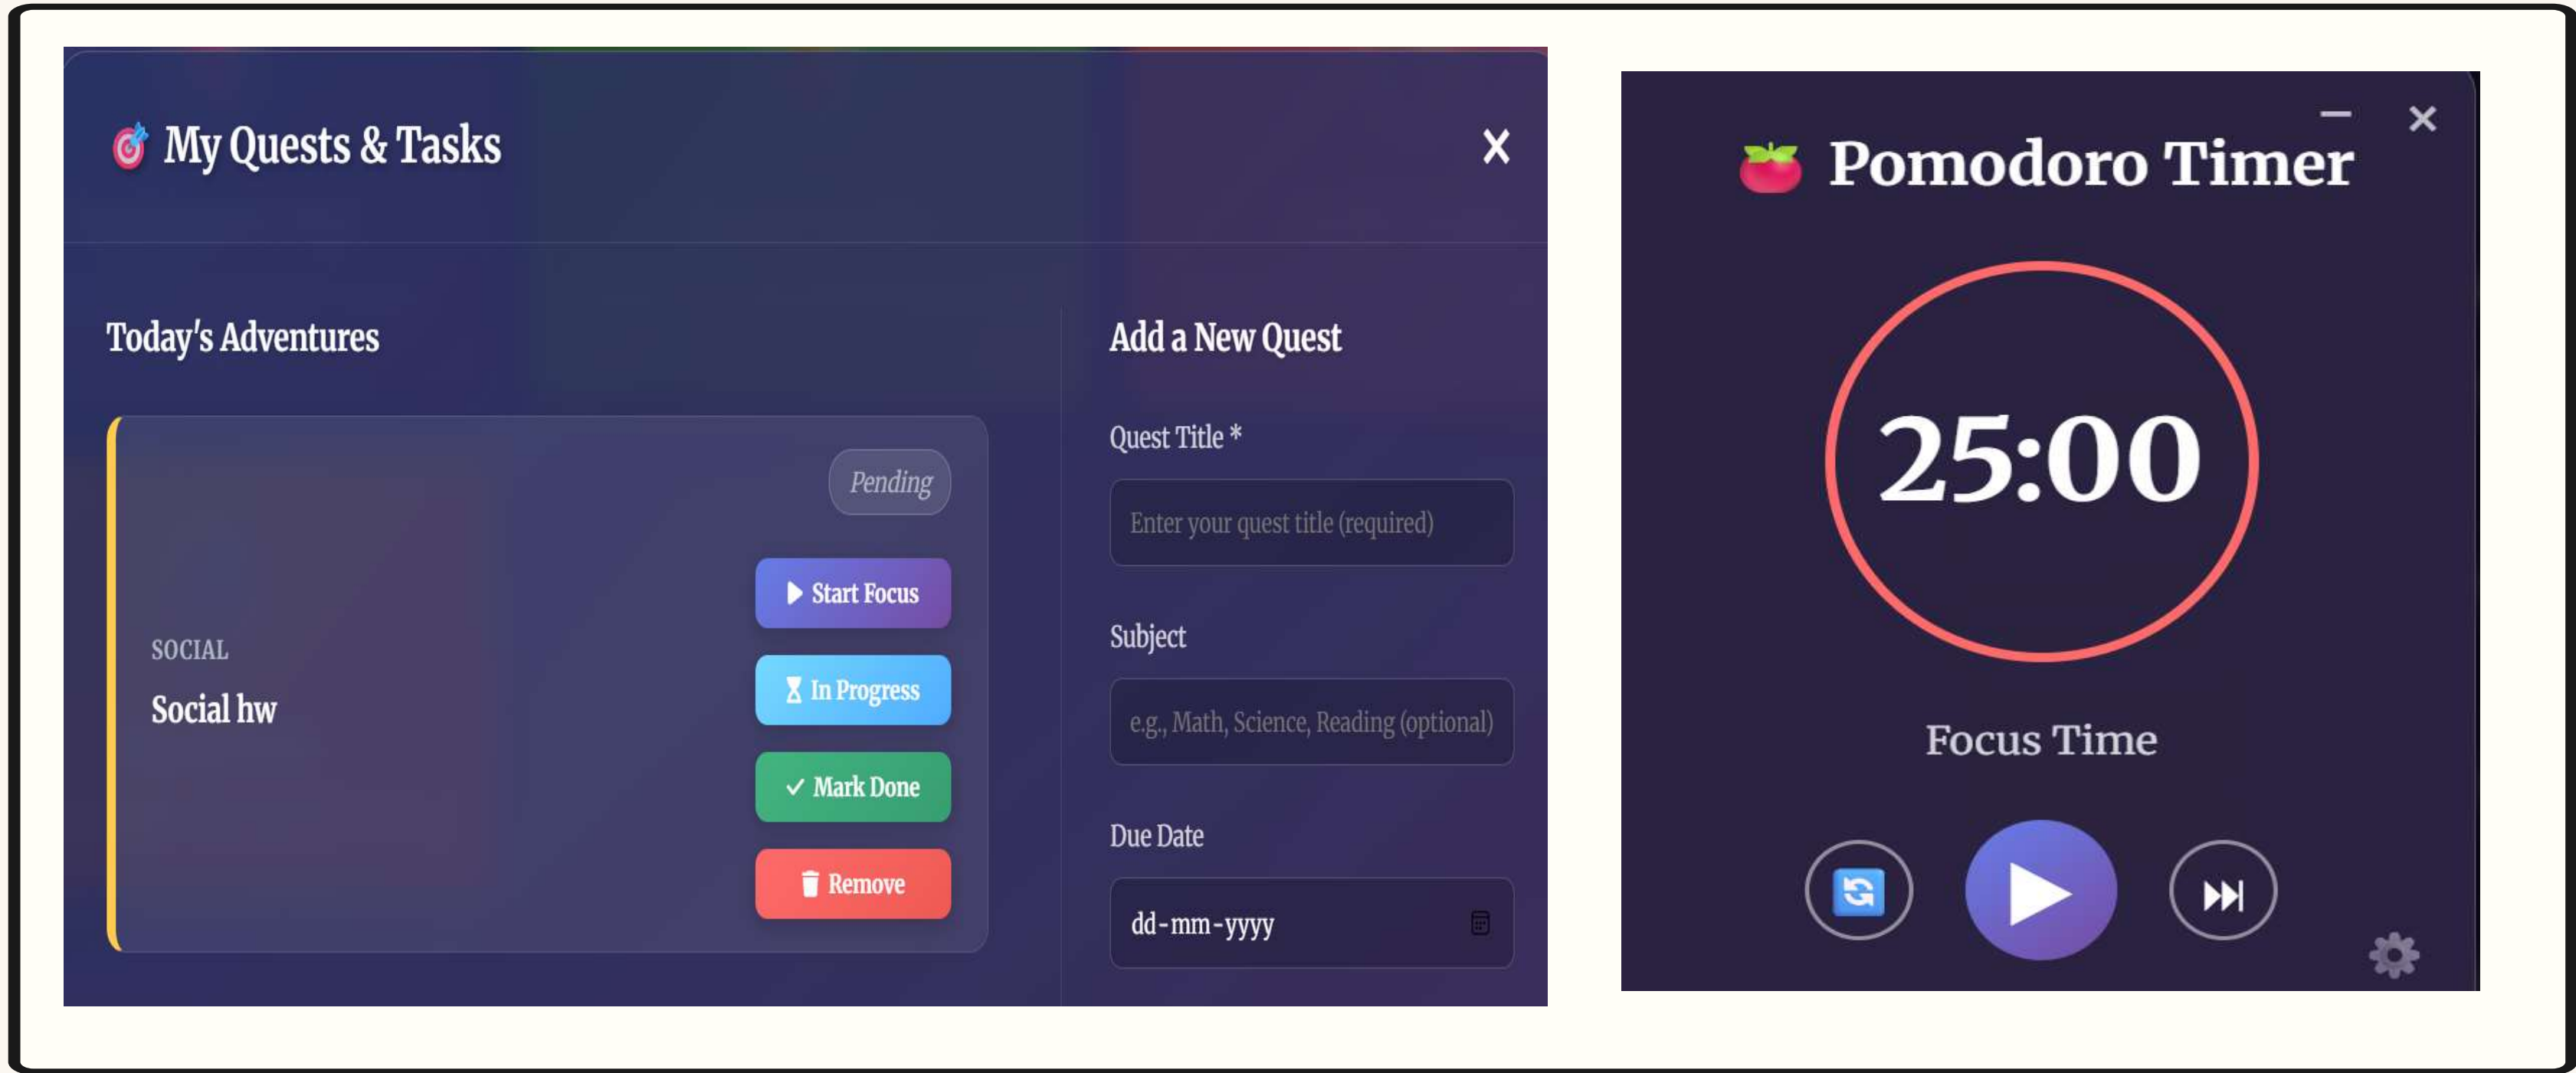 My Quests & Tasks
X
Today's Adventures
Pending
Start Focus
In Progress
Mark Done
Remove
SOCIAL
Social hw
Add a New Quest
Quest Title *
Enter your quest title (required)
Subject
e.g., Math, Science, Reading (optional)
Due Date
dd-mm-yyyy
Pomodoro Timer
25:00
Focus Time